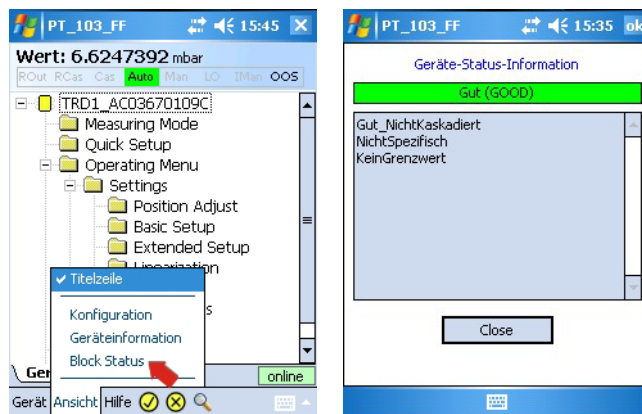 PT_103_FF 15:45
Wert: 6.6247392 mbar
ROut RCas Cas Auto Man LO IMan OOS
TRD1_AC03670109C
Measuring Mode
Quick Setup
Operating Menu
Settings
Position Adjust
Basic Setup
Extended Setup
Linearization
Titelzeile
s
Konfiguration
Geräteinformation
Block Status
Ger
online
Gerät Ansicht Hilfe
PT_103_FF 15:35 ok
Geräte-Status-Information
Gut (GOOD)
Gut_NichtKaskadiert
NichtSpezifisch
KeinGrenzwert
Close